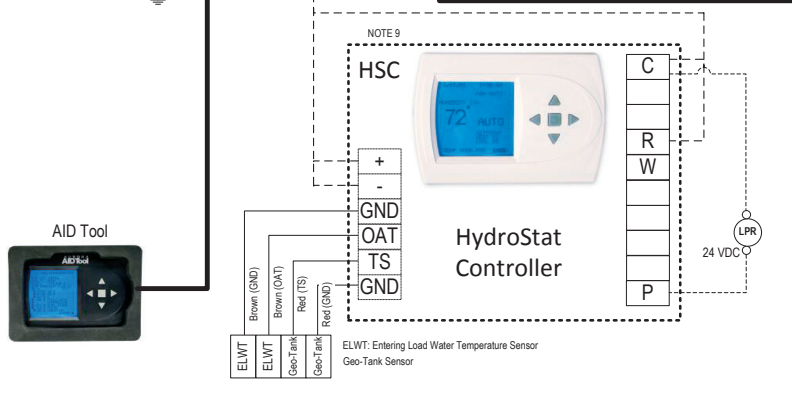 NOTE 9
HSC
C
72°
AUTO
R
W
+
-
GND
OAT
TS
GND
HydroStat
Controller
LPR
24 VDC
P
AID Tool
AID Tool
Brown (GND)
Brown (OAT)
Red (TS)
Red (GND)
ELWT
ELWT
Geo-Tank
Geo-Tank
ELWT: Entering Load Water Temperature Sensor
Geo-Tank Sensor